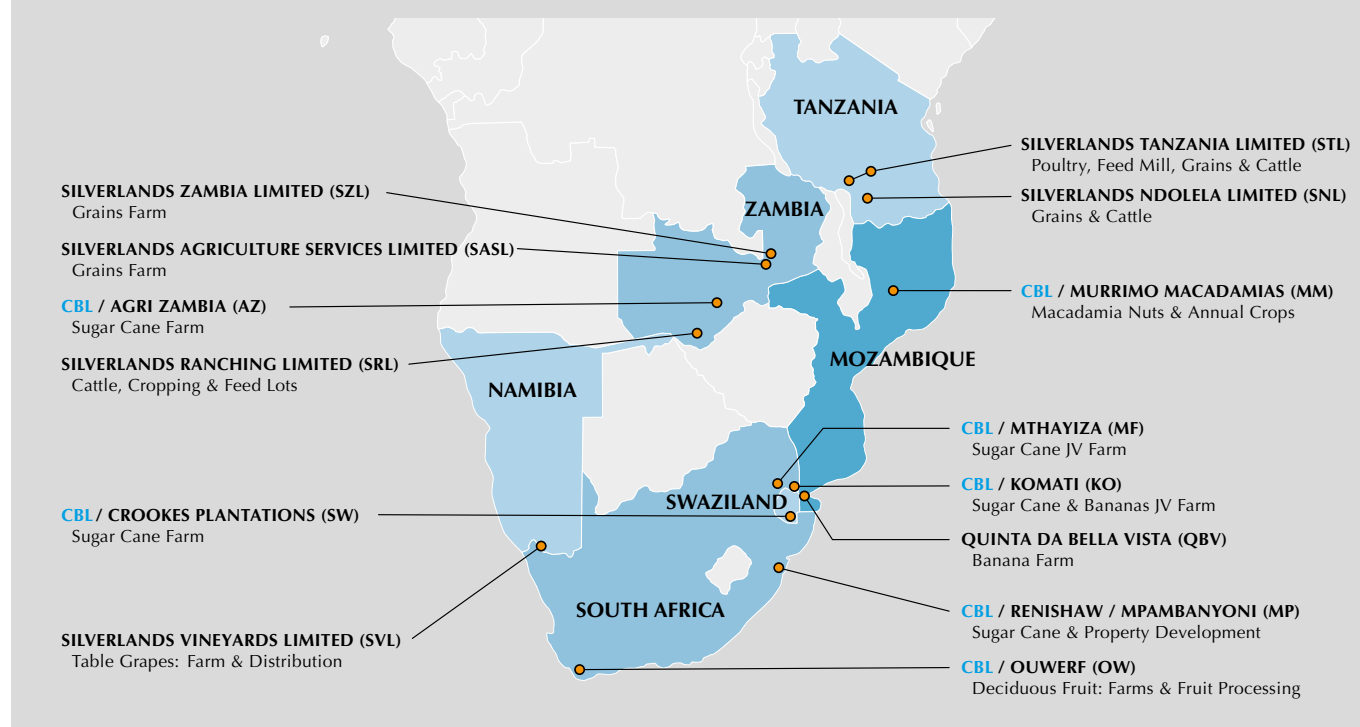 TANZANIA
ZAMBIA
MOZAMBIQUE
NAMIBIA
SWAZILAND
SOUTH AFRICA
SILVERLANDS ZAMBIA LIMITED (SZL)
Grains Farm
SILVERLANDS AGRICULTURE SERVICES LIMITED (SASL)
Grains Farm
CBL / AGRI ZAMBIA (AZ)
Sugar Cane Farm
SILVERLANDS RANCHING LIMITED (SRL)
Cattle, Cropping & Feed Lots
CBL / CROOKES PLANTATIONS (SW)
Sugar Cane Farm
SILVERLANDS VINEYARDS LIMITED (SVL)
Table Grapes: Farm & Distribution
SILVERLANDS TANZANIA LIMITED (STL)
Poultry, Feed Mill, Grains & Cattle
SILVERLANDS NDOLELA LIMITED (SNL)
Grains & Cattle
CBL / MURRIMO MACADAMIAS (MM)
Macadamia Nuts & Annual Crops
CBL / MTHAYIZA (MF)
Sugar Cane JV Farm
CBL / KOMATI (KO)
Sugar Cane & Bananas JV Farm
QUINTA DA BELLA VISTA (QBV)
Banana Farm
CBL / RENISHAW / MPAMBANYONI (MP)
Sugar Cane & Property Development
CBL / OUWERF (OW)
Deciduous Fruit: Farms & Fruit Processing